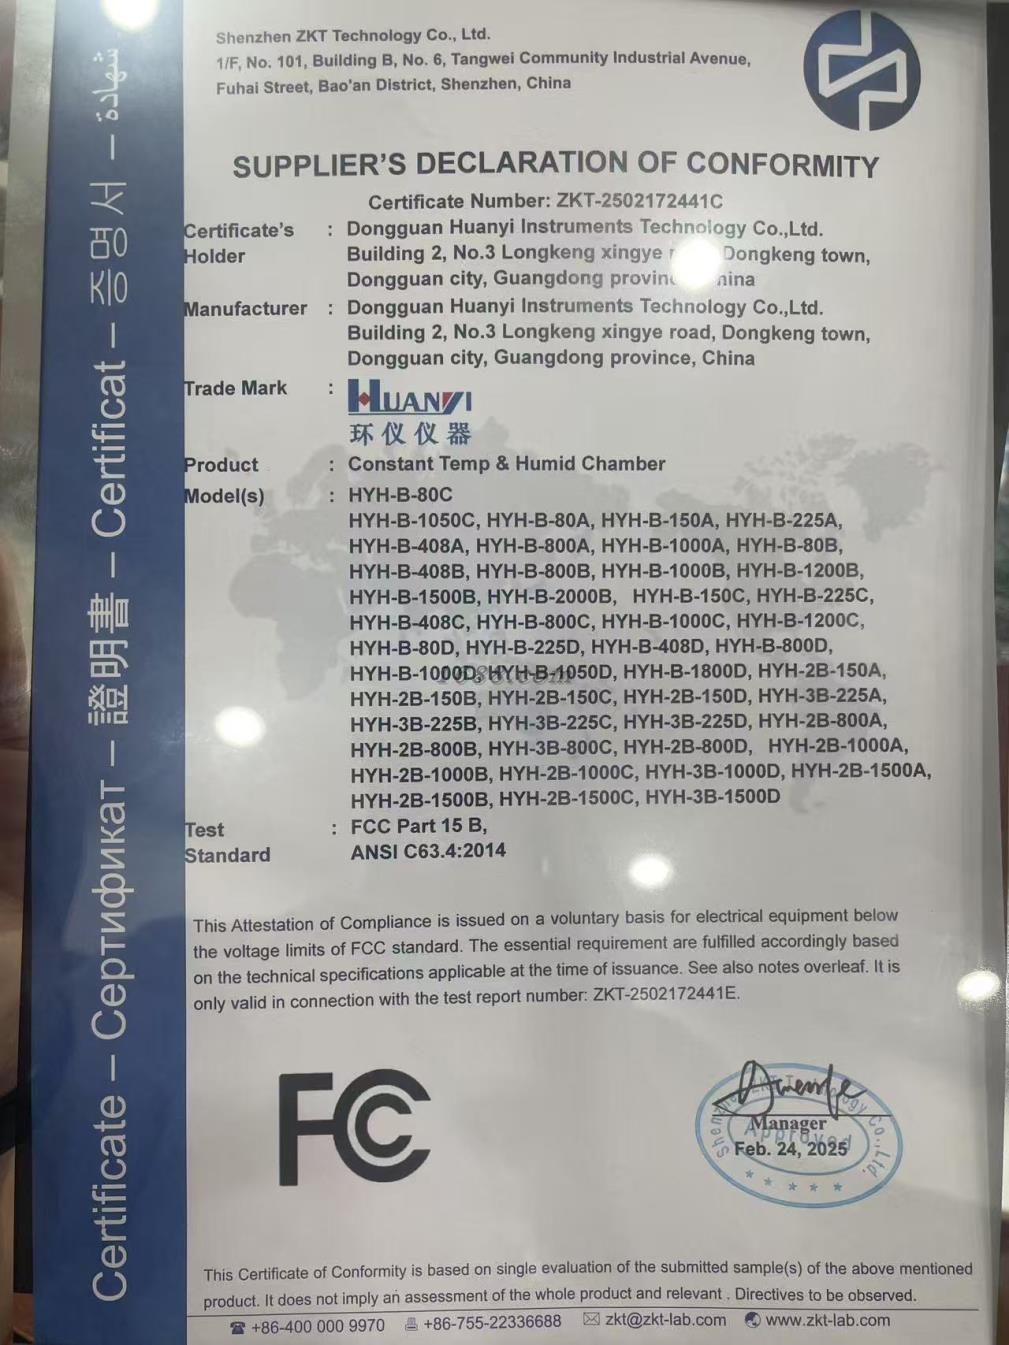 Shenzhen ZKT Technology Co., Ltd.
1/F, No. 101, Building B, No. 6, Tangwei Community Industrial Avenue,
Fuhai Street, Bao'an District, Shenzhen, China
SUPPLIER'S DECLARATION OF CONFORMITY
Certificate Number: ZKT-2502172441C
Certificate's Holder : Dongguan Huanyi Instruments Technology Co.,Ltd.
Building 2, No.3 Longkeng xingye Dongkeng town,
Dongguan city, Guangdong
Manufacturer : Dongguan Huanyi Instruments Technology Co.,Ltd.
Building 2, No.3 Longkeng xingye road, Dongkeng town,
Dongguan city, Guangdong province, China
Trade Mark :
HUANYI
环仪仪器
Product : Constant Temp & Humid Chamber
Model(s) : HYH-B-80C
HYH-B-1050C, HYH-B-80A, HYH-B-150A, HYH-B-225A,
HYH-B-408A, HYH-B-800A, HYH-B-1000A, HYH-B-80B,
HYH-B-408B, HYH-B-800B, HYH-B-1000B, HYH-B-1200B,
HYH-B-1500B, HYH-B-2000B, HYH-B-150C, HYH-B-225C,
HYH-B-408C, HYH-B-800C, HYH-B-1000C, HYH-B-1200C,
HYH-B-80D, HYH-B-225D, HYH-B-408D, HYH-B-800D,
HYH-B-1000D, HYH-B-1050D, HYH-B-1800D, HYH-2B-150A,
HYH-2B-150B, HYH-2B-150C, HYH-2B-150D, HYH-3B-225A,
HYH-3B-225B, HYH-3B-225C, HYH-3B-225D, HYH-2B-800A,
HYH-2B-800B, HYH-3B-800C, HYH-2B-800D, HYH-2B-1000A,
HYH-2B-1000B, HYH-2B-1000C, HYH-3B-1000D, HYH-2B-1500A,
HYH-2B-1500B, HYH-2B-1500C, HYH-3B-1500D
Test Standard : FCC Part 15 B,
ANSI C63.4:2014
This Attestation of Compliance is issued on a voluntary basis for electrical equipment below
the voltage limits of FCC standard. The essential requirement are fulfilled accordingly based
on the technical specifications applicable at the time of issuance. See also notes overleaf. It is
only valid in connection with the test report number: ZKT-2502172441E.
FC
Shenzhen ZKT Technology Co.,Ltd.
Approved
Manager
Feb. 24, 2025
This Certificate of Conformity is based on single evaluation of the submitted sample(s) of the above mentioned
product. It does not imply an assessment of the whole product and relevant . Directives to be observed.
+86-400 000 9970 +86-755-22336688 zkt@zkt-lab.com www.zkt-lab.com
Certificate – Сертификат – 證明書 – Certificat – 증명서 – شهادة